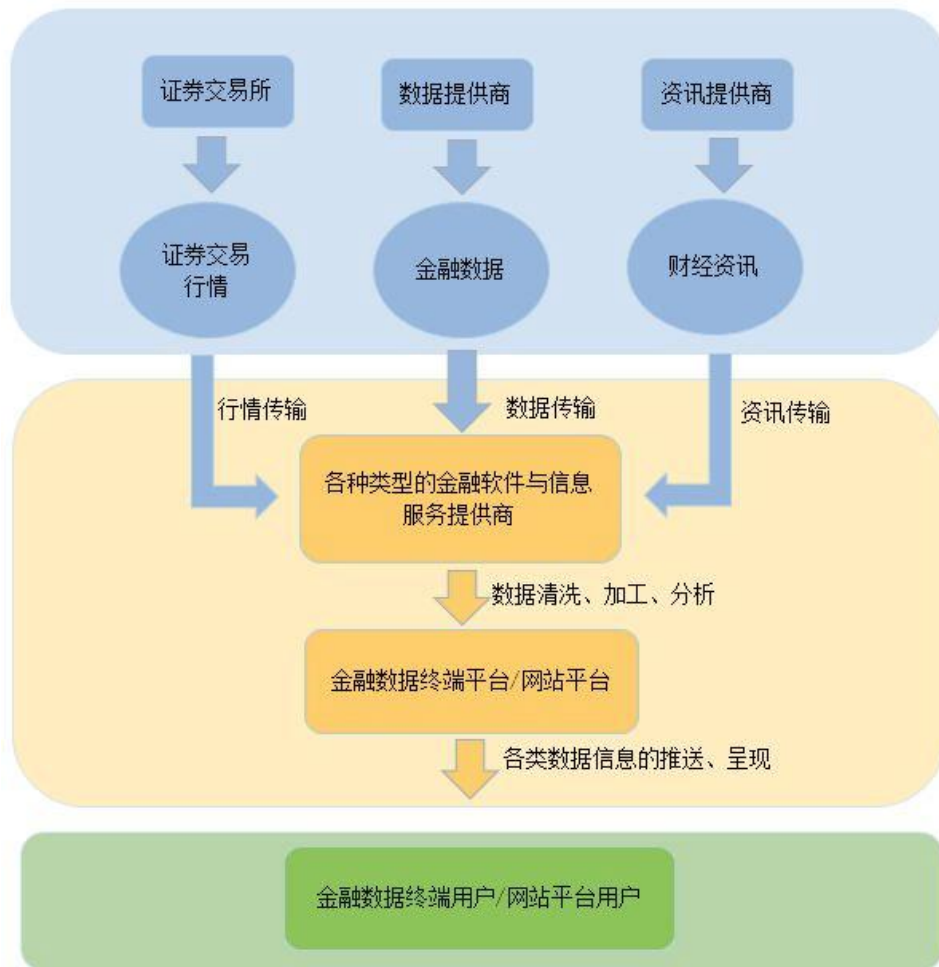 证券交易所
数据提供商
资讯提供商
证券交易
行情
金融数据
财经资讯
行情传输
数据传输
资讯传输
各种类型的金融软件与信息
服务提供商
数据清洗、加工、分析
金融数据终端平台/网站平台
各类数据信息的推送、呈现
金融数据终端用户/网站平台用户